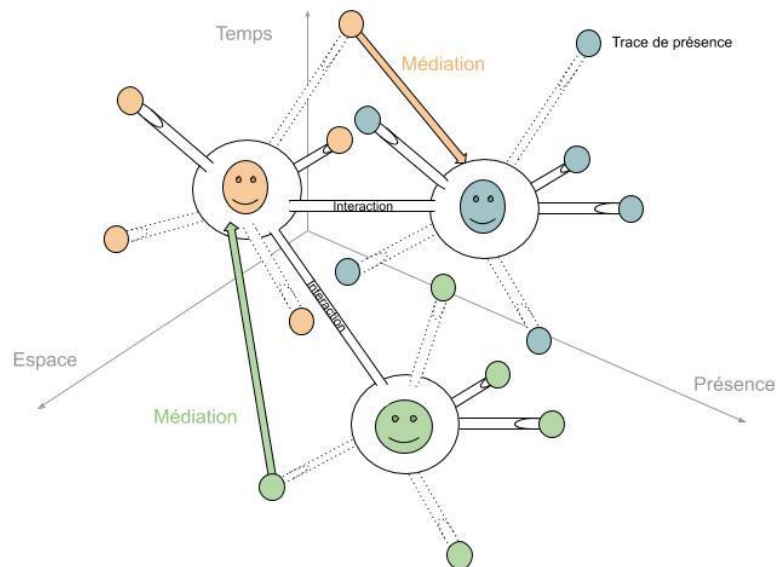 Temps
Trace de présence
Médiation
Interaction
Interaction
Espace
Présence
Médiation